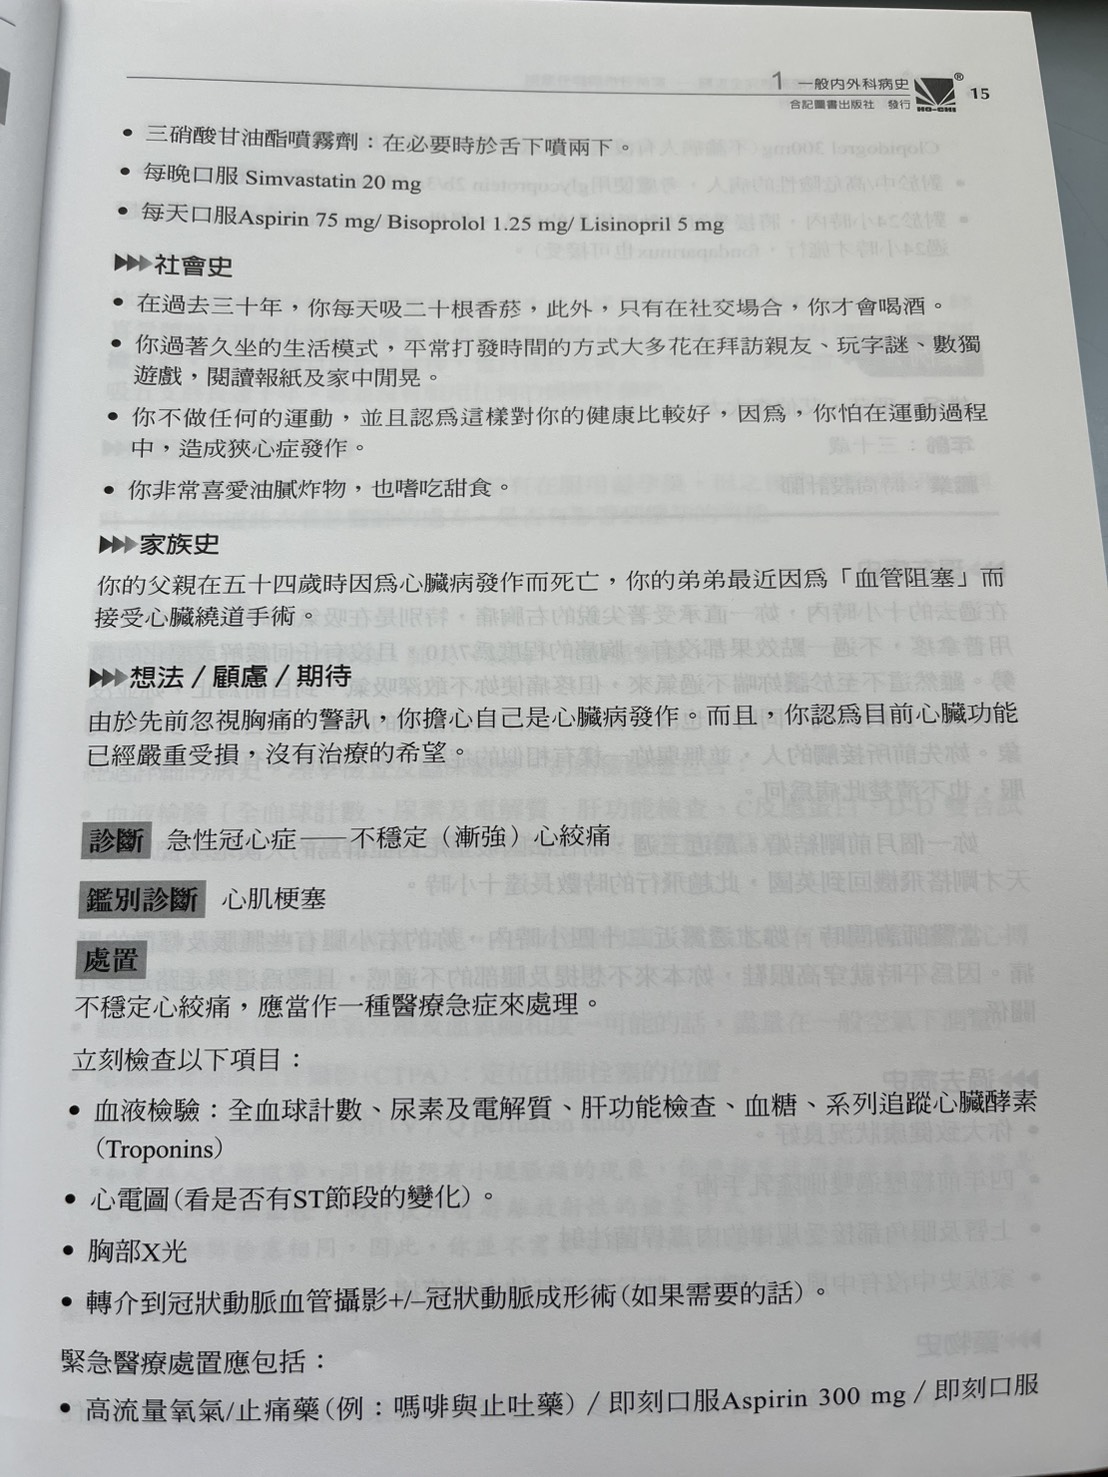 1 一般內外科病史
合記圖書出版社 發行
HO-CHI
®
15
• 三硝酸甘油酯噴霧劑：在必要時於舌下噴兩下。
• 每晚口服 Simvastatin 20 mg
• 每天口服Aspirin 75 mg/ Bisoprolol 1.25 mg/ Lisinopril 5 mg
社會史
• 在過去三十年，你每天吸二十根香菸，此外，只有在社交場合，你才會喝酒。
• 你過著久坐的生活模式，平常打發時間的方式大多花在拜訪親友、玩字謎、數獨
遊戲，閱讀報紙及家中閒晃。
• 你不做任何的運動，並且認爲這樣對你的健康比較好，因爲，你怕在運動過程
中，造成狹心症發作。
• 你非常喜愛油膩炸物，也嗜吃甜食。
家族史
你的父親在五十四歲時因爲心臟病發作而死亡，你的弟弟最近因爲「血管阻塞」而
接受心臟繞道手術。
想法 / 顧慮 / 期待
由於先前忽視胸痛的警訊，你擔心自己是心臟病發作。而且，你認爲目前心臟功能
已經嚴重受損，沒有治療的希望。
診斷 急性冠心症——不穩定（漸強）心絞痛
鑑別診斷 心肌梗塞
處置
不穩定心絞痛，應當作一種醫療急症來處理。
立刻檢查以下項目：
• 血液檢驗：全血球計數、尿素及電解質、肝功能檢查、血糖、系列追蹤心臟酵素
（Troponins）
• 心電圖(看是否有ST節段的變化)。
• 胸部X光
• 轉介到冠狀動脈血管攝影+/–冠狀動脈成形術(如果需要的話)。
緊急醫療處置應包括：
• 高流量氧氣/止痛藥(例：嗎啡與止吐藥) / 即刻口服Aspirin 300 mg / 即刻口服